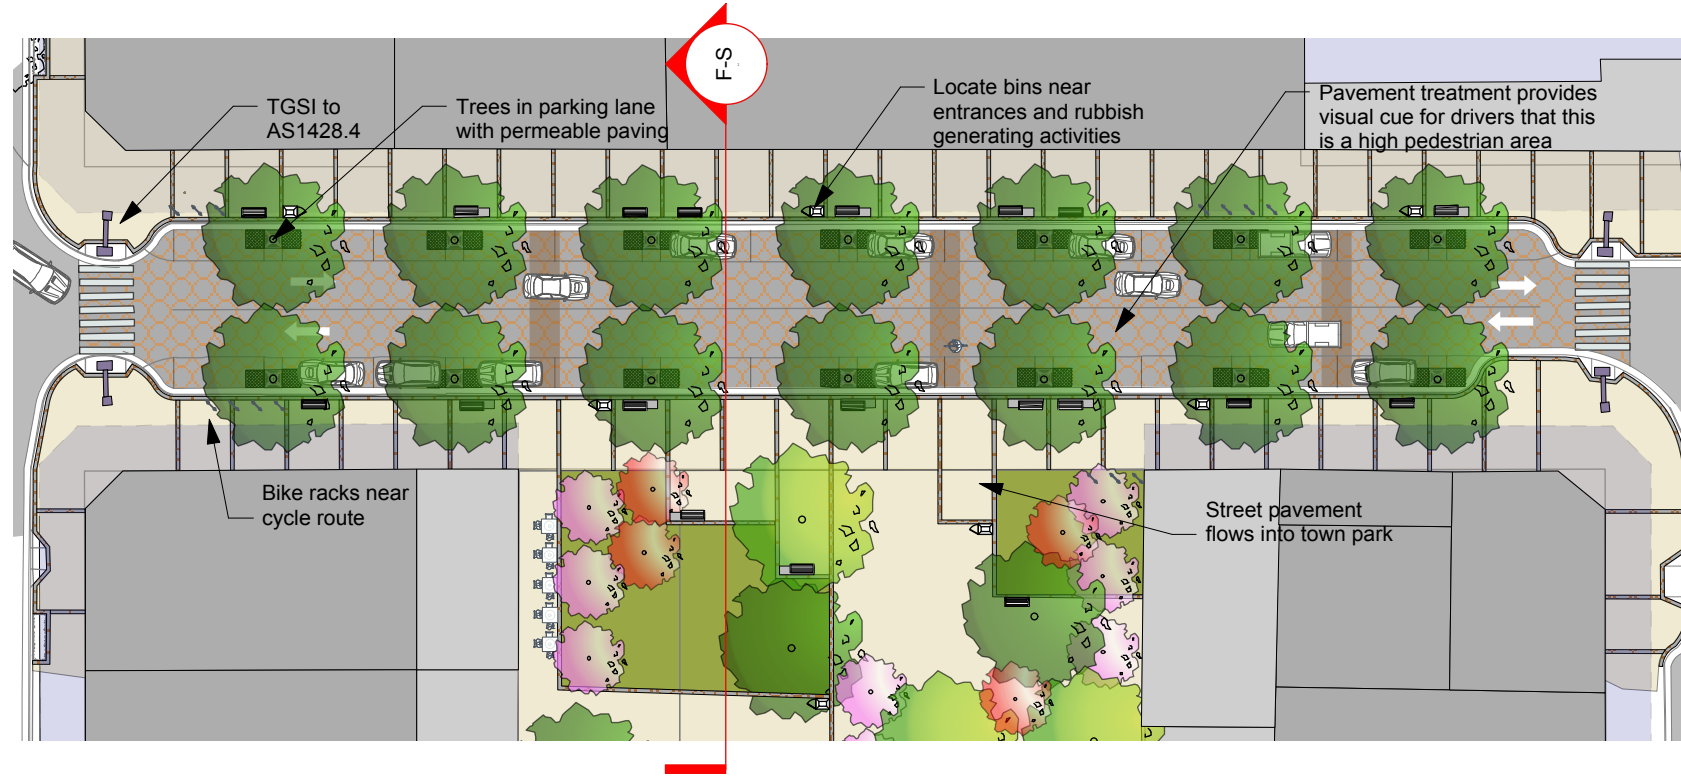 F-S
TGSI to
AS1428.4
Trees in parking lane
with permeable paving
Locate bins near
entrances and rubbish
generating activities
Pavement treatment provides
visual cue for drivers that this
is a high pedestrian area
Bike racks near
cycle route
Street pavement
flows into town park